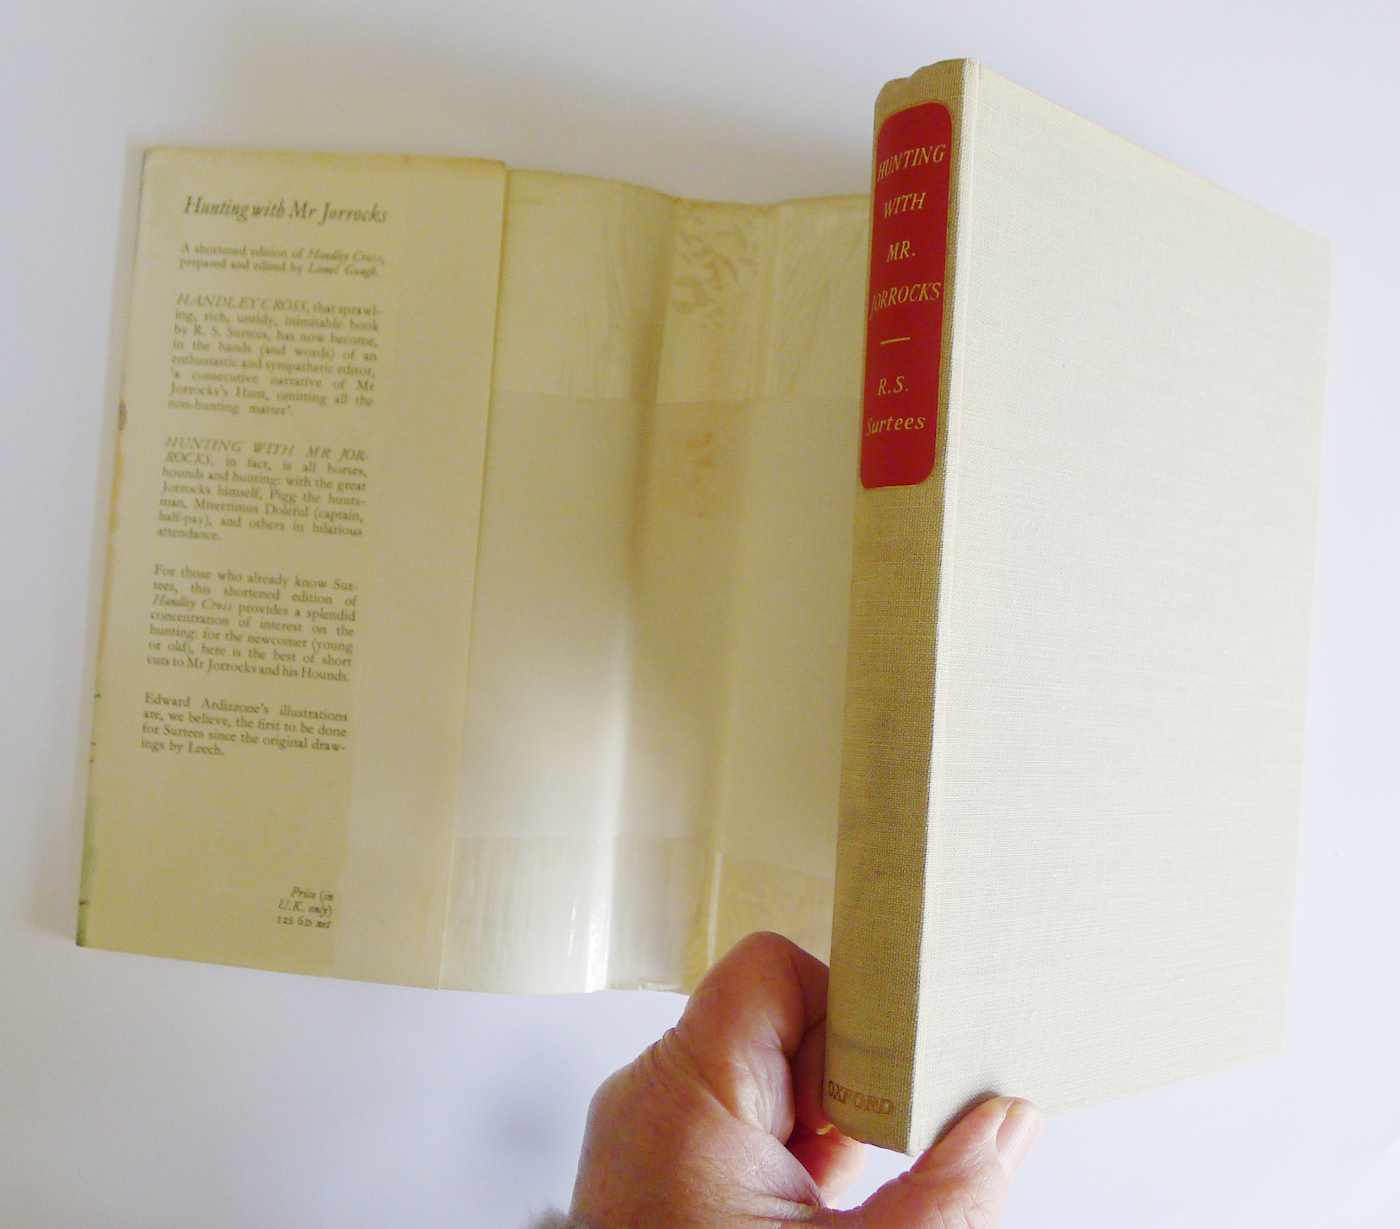 Hunting with Mr Jorrocks
A shortened edition of Handley Cross,
prepared and edited by Lionel Gough.
HANDLEY CROSS, that sprawl-
ing, rich, untidy, inimitable book
by R. S. Surtees, has now become,
in the hands (and words) of an
enthusiastic and sympathetic editor,
'a consecutive narrative of Mr
Jorrocks's Hunt, omitting all the
non-hunting matter'.
HUNTING WITH MR JOR-
ROCKS, in fact, is all horses,
hounds and hunting: with the great
Jorrocks himself, Pigg the hunts-
man, Misertimus Doleful (captain,
half-pay), and others in hilarious
attendance.
For those who already know Sur-
tees, this shortened edition of
Handley Cross provides a splendid
concentration of interest on the
hunting: for the newcomer (young
or old), here is the best of short
cuts to Mr Jorrocks and his Hounds.
Edward Ardizzone's illustrations
are, we believe, the first to be done
for Surtees since the original draw-
ings by Leech.
Price (in
U.K. only)
12s 6D net
HUNTING
WITH
MR.
JORROCKS
R.S.
Surtees
OXFORD